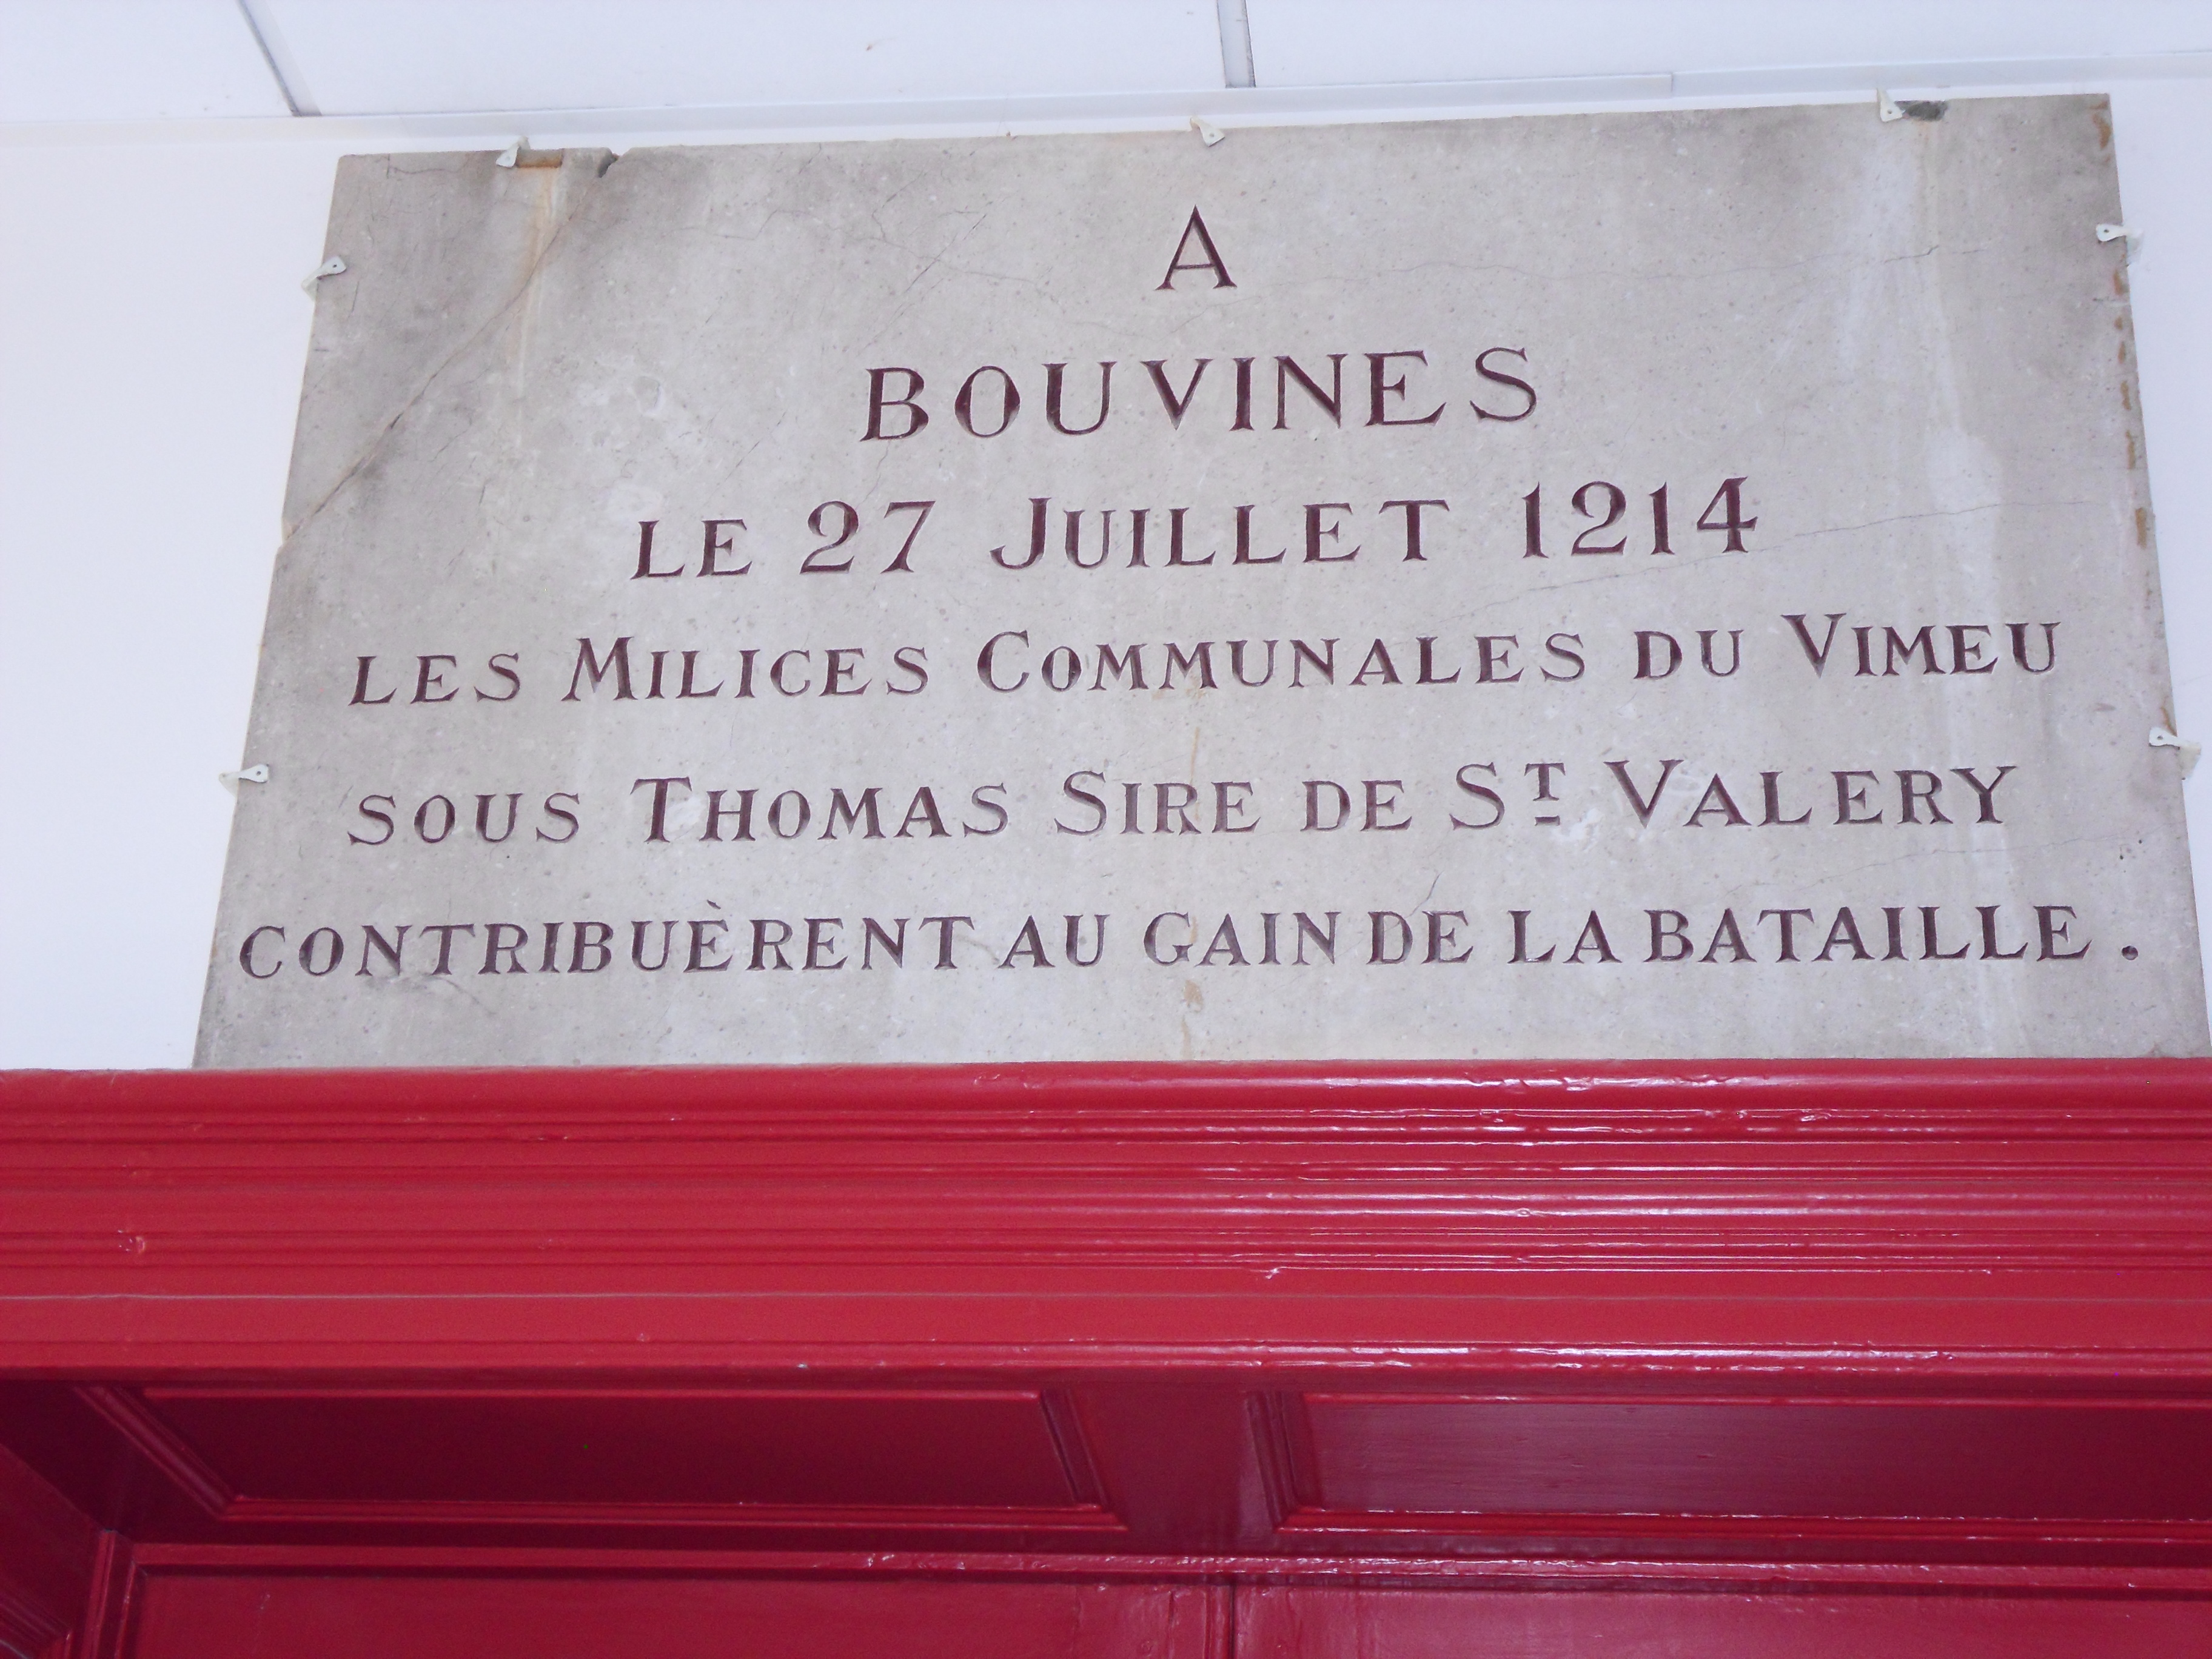 A
BOUVINES
LE 27 JUILLET 1214
LES MILICES COMMUNALES DU VIMEU
SOUS THOMAS SIRE DE ST VALERY
CONTRIBUÈRENT AU GAIN DE LA BATAILLE.